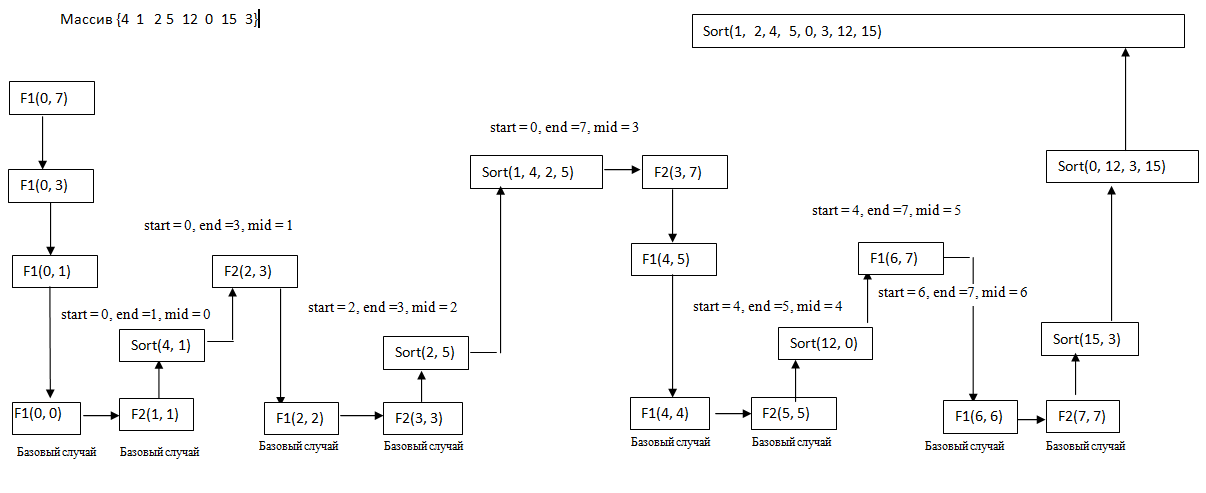 Массив {4 1 2 5 12 0 15 3}
Sort(1, 2, 4, 5, 0, 3, 12, 15)
F1(0, 7)
start = 0, end =7, mid = 3
Sort(1, 4, 2, 5)
F2(3, 7)
Sort(0, 12, 3, 15)
F1(0, 3)
start = 0, end =3, mid = 1
start = 4, end =7, mid = 5
F1(0, 1)
F2(2, 3)
F1(4, 5)
F1(6, 7)
start = 0, end =1, mid = 0
start = 2, end =3, mid = 2
start = 4, end =5, mid = 4
start = 6, end =7, mid = 6
Sort(4, 1)
Sort(2, 5)
Sort(12, 0)
Sort(15, 3)
F1(0, 0)
F2(1, 1)
F1(2, 2)
F2(3, 3)
F1(4, 4)
F2(5, 5)
F1(6, 6)
F2(7, 7)
Базовый случай
Базовый случай
Базовый случай
Базовый случай
Базовый случай
Базовый случай
Базовый случай
Базовый случай